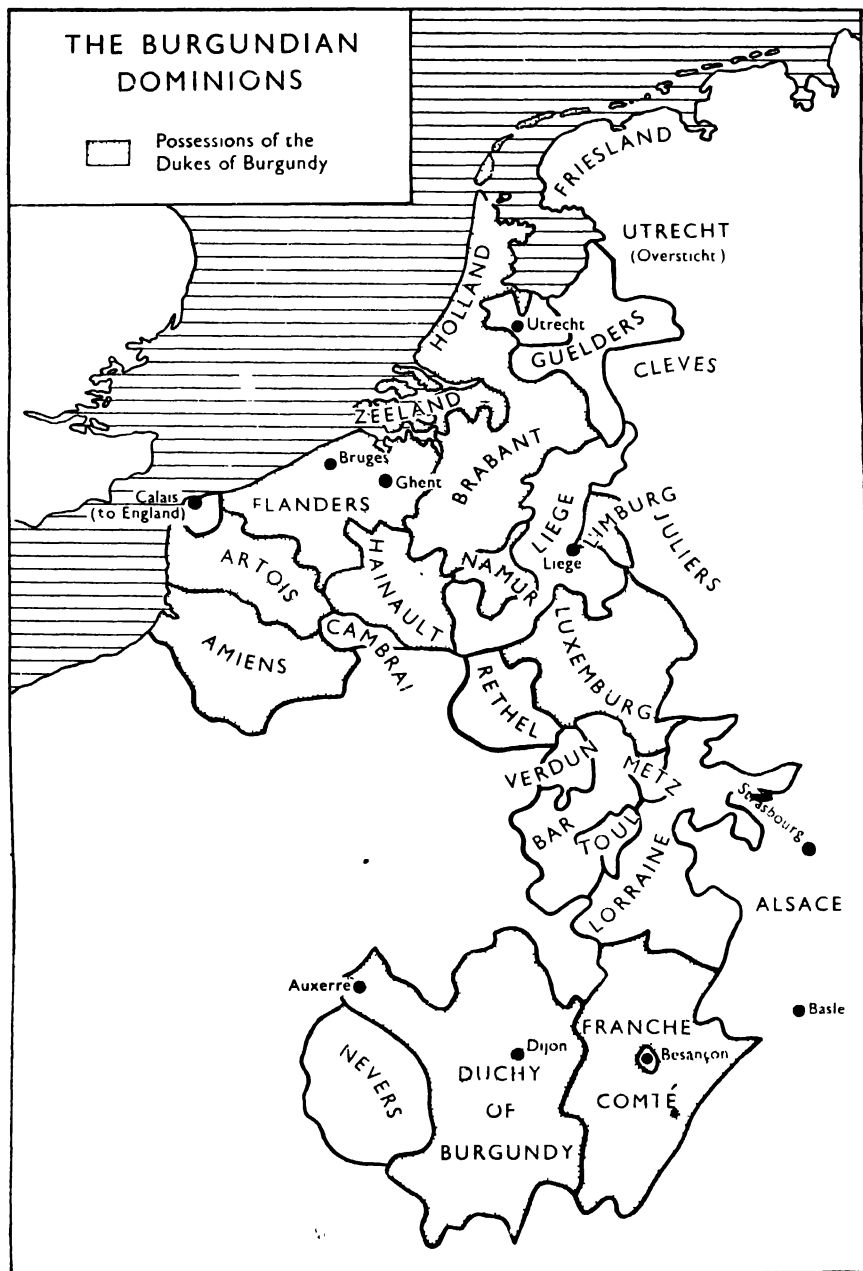 THE BURGUNDIAN
DOMINIONS
Possessions of the
Dukes of Burgundy
FRIESLAND
UTRECHT
(Oversticht)
HOLLAND
Utrecht
GUELDERS
CLEVES
ZEELAND
BRABANT
Bruges
Ghent
Calais
(to England)
FLANDERS
LIEGE
LIMBURG
JULIERS
Liege
ARTOIS
HAINAULT
NAMUR
CAMBRAI
AMIENS
LUXEMBURG
RETHEL
VERDUN
METZ
Strasbourg
BAR
TOUL
LORRAINE
ALSACE
Auxerre
Basle
FRANCHE
COMTÉ
Besançon
Dijon
NEVERS
DUCHY
OF
BURGUNDY